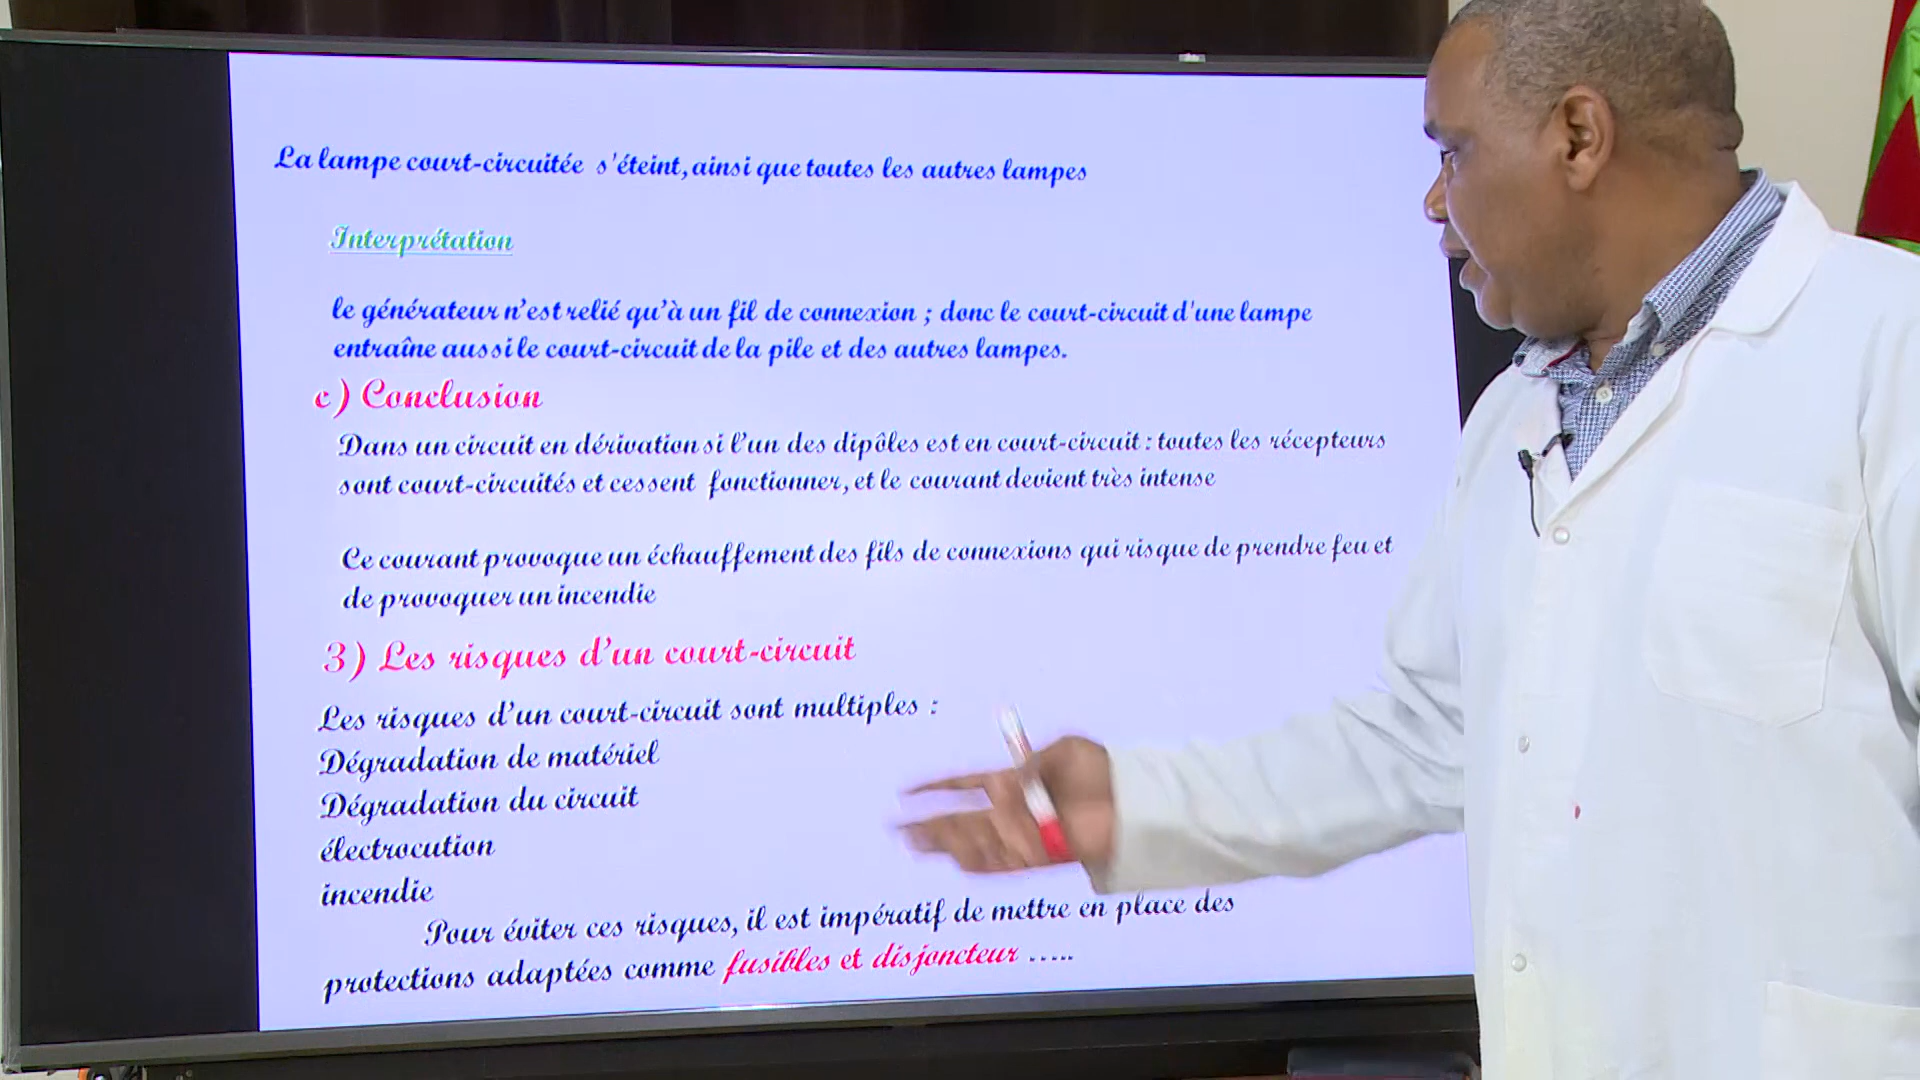 La lampe court-circuitée s'éteint, ainsi que toutes les autres lampes
Interprétation
le générateur n'est relié qu'à un fil de connexion ; donc le court-circuit d'une lampe
entraîne aussi le court-circuit de la pile et des autres lampes.
c) Conclusion
Dans un circuit en dérivation si l'un des dipôles est en court-circuit : toutes les récepteurs
sont court-circuités et cessent fonctionner, et le courant devient très intense
Ce courant provoque un échauffement des fils de connexions qui risque de prendre feu et
de provoquer un incendie
3) Les risques d'un court-circuit
Les risques d'un court-circuit sont multiples :
Dégradation de matériel
Dégradation du circuit
électrocution
incendie
Pour éviter ces risques, il est impératif de mettre en place des
protections adaptées comme fusibles et disjoncteur .....